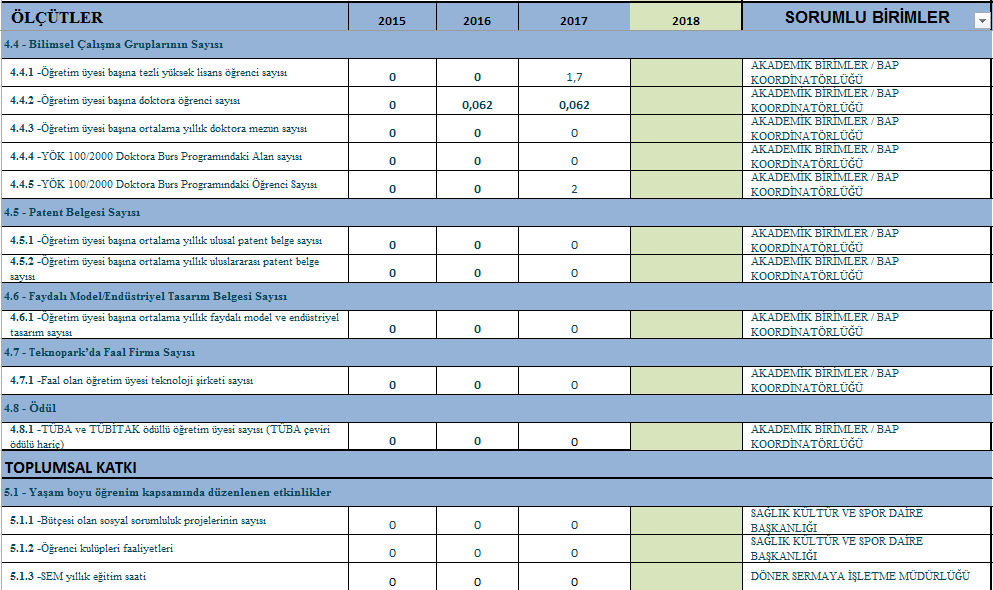 ÖLÇÜTLER 2015 2016 2017 2018 SORUMLU BİRİMLER
4.4 - Bilimsel Çalışma Gruplarının Sayısı
4.4.1 -Öğretim üyesi başına tezli yüksek lisans öğrenci sayısı 0 0 1,7 AKADEMİK BİRİMLER / BAP
KOORDİNATÖRLÜĞÜ
4.4.2 -Öğretim üyesi başına doktora öğrenci sayısı 0 0,062 0,062 AKADEMİK BİRİMLER / BAP
KOORDİNATÖRLÜĞÜ
4.4.3 -Öğretim üyesi başına ortalama yıllık doktora mezun sayısı 0 0 0 AKADEMİK BİRİMLER / BAP
KOORDİNATÖRLÜĞÜ
4.4.4 -YÖK 100/2000 Doktora Burs Programındaki Alan sayısı 0 0 0 AKADEMİK BİRİMLER / BAP
KOORDİNATÖRLÜĞÜ
4.4.5 -YÖK 100/2000 Doktora Burs Programındaki Öğrenci Sayısı 0 0 2 AKADEMİK BİRİMLER / BAP
KOORDİNATÖRLÜĞÜ
4.5 - Patent Belgesi Sayısı
4.5.1 -Öğretim üyesi başına ortalama yıllık ulusal patent belge sayısı 0 0 0 AKADEMİK BİRİMLER / BAP
KOORDİNATÖRLÜĞÜ
4.5.2 -Öğretim üyesi başına ortalama yıllık uluslararası patent belge
sayısı 0 0 0 AKADEMİK BİRİMLER / BAP
KOORDİNATÖRLÜĞÜ
4.6 - Faydalı Model/Endüstriyel Tasarım Belgesi Sayısı
4.6.1 -Öğretim üyesi başına ortalama yıllık faydalı model ve endüstriyel
tasarım sayısı 0 0 0 AKADEMİK BİRİMLER / BAP
KOORDİNATÖRLÜĞÜ
4.7 - Teknopark'da Faal Firma Sayısı
4.7.1 -Faal olan öğretim üyesi teknoloji şirketi sayısı 0 0 0 AKADEMİK BİRİMLER / BAP
KOORDİNATÖRLÜĞÜ
4.8 - Ödül
4.8.1 -TÜBA ve TÜBİTAK ödüllü öğretim üyesi sayısı (TÜBA çeviri
ödülü hariç) 0 0 0 AKADEMİK BİRİMLER / BAP
KOORDİNATÖRLÜĞÜ
TOPLUMSAL KATKI
5.1 - Yaşam boyu öğrenim kapsamında düzenlenen etkinlikler
5.1.1 -Bütçesi olan sosyal sorumluluk projelerinin sayısı 0 0 0 SAĞLIK KÜLTÜR VE SPOR DAİRE
BAŞKANLIĞI
5.1.2 -Öğrenci kulüpleri faaliyetleri 0 0 0 SAĞLIK KÜLTÜR VE SPOR DAİRE
BAŞKANLIĞI
5.1.3 -SEM yıllık eğitim saati 0 0 0 DÖNER SERMAYA İŞLETME MÜDÜRLÜĞÜ